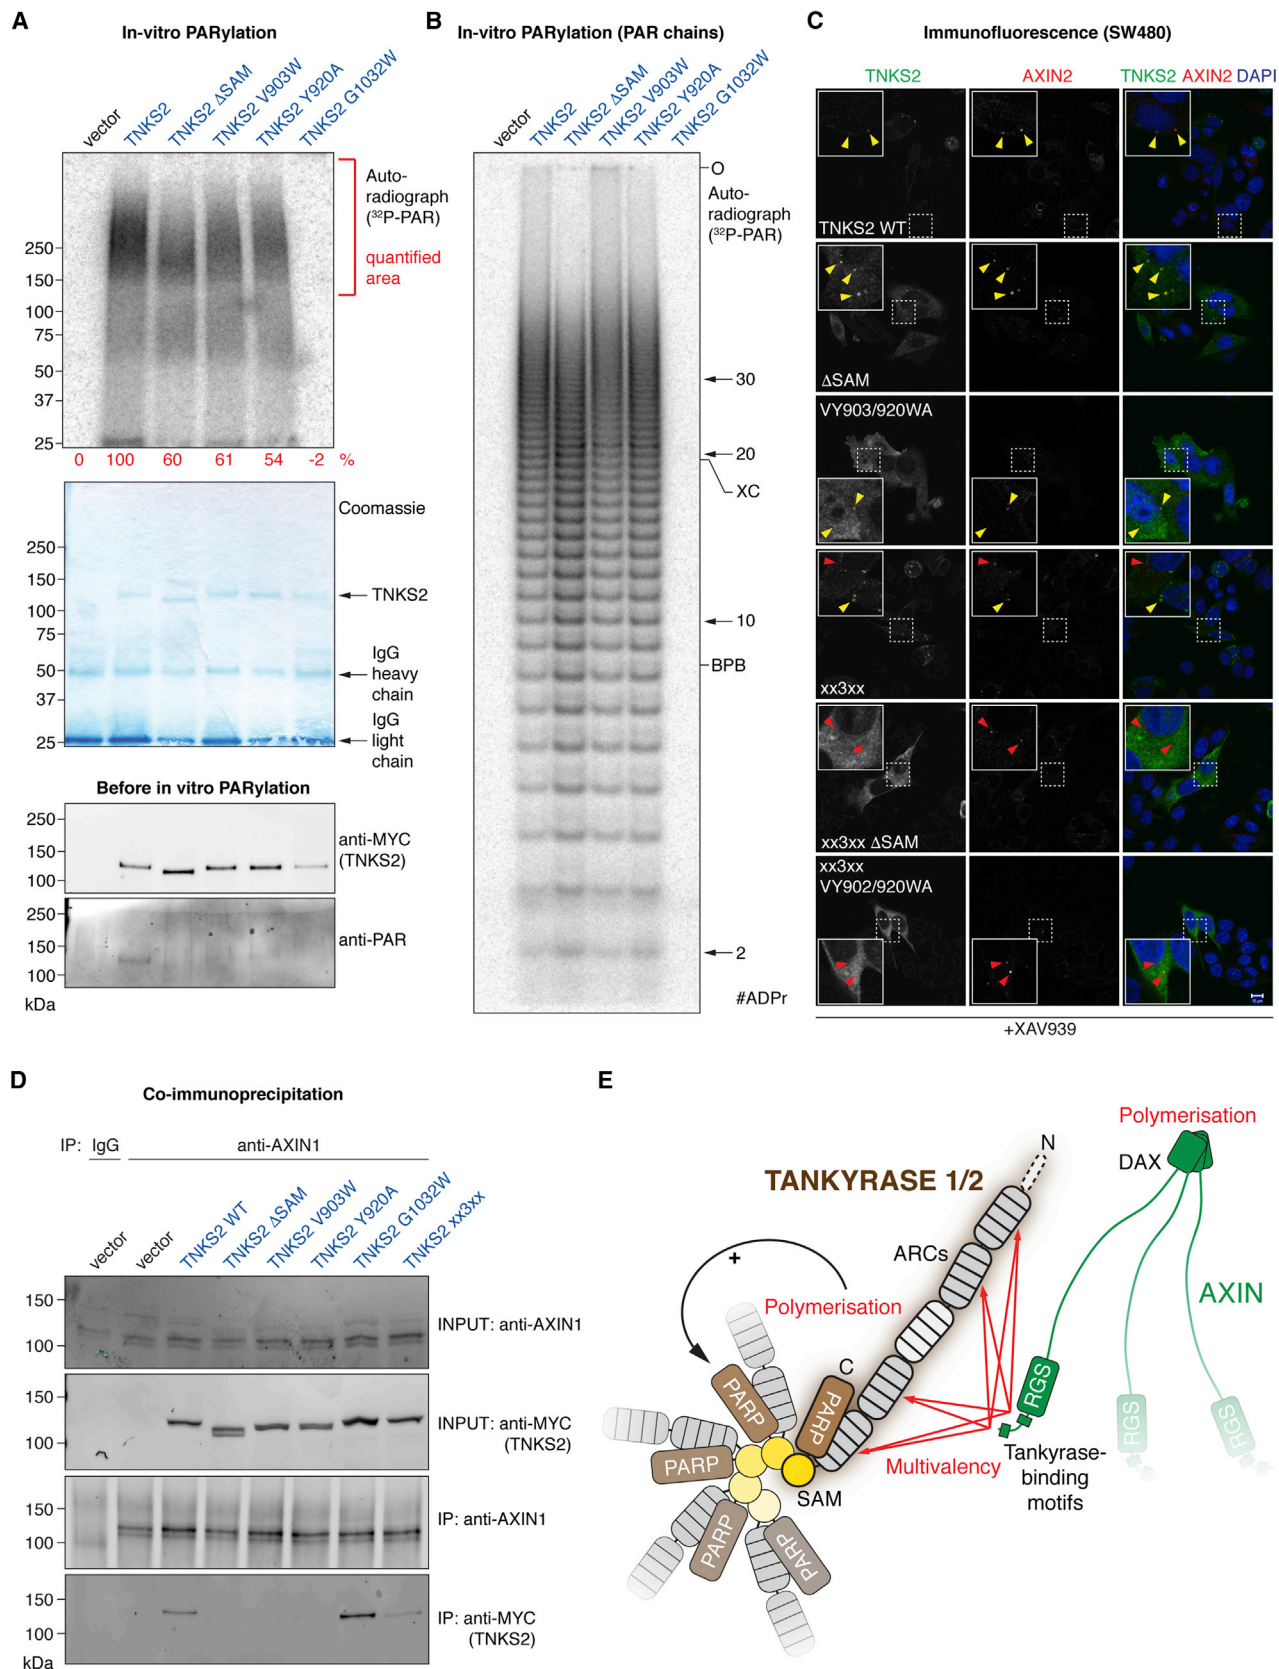 A
In-vitro PARylation
vector
TNKS2
TNKS2 ΔSAM
TNKS2 V903W
TNKS2 Y920A
TNKS2 G1032W
Auto-
radiograph
(³²P-PAR)
quantified
area
250
150
100
75
50
37
25
0 100 60 61 54 -2 %
Coomassie
250
150
100
75
50
37
25
TNKS2
IgG
heavy
chain
IgG
light
chain
Before in vitro PARylation
250
150
100
anti-MYC
(TNKS2)
250
150
100
anti-PAR
kDa
B
In-vitro PARylation (PAR chains)
vector
TNKS2
TNKS2 ΔSAM
TNKS2 V903W
TNKS2 Y920A
TNKS2 G1032W
O
Auto-
radiograph
(³²P-PAR)
30
20
XC
10
BPB
2
#ADPr
C
Immunofluorescence (SW480)
TNKS2 AXIN2 TNKS2 AXIN2 DAPI
TNKS2 WT
ΔSAM
VY903/920WA
xx3xx
xx3xx ΔSAM
xx3xx
VY902/920WA
+XAV939
D
Co-immunoprecipitation
IP: IgG anti-AXIN1
vector
vector
TNKS2 WT
TNKS2 ΔSAM
TNKS2 V903W
TNKS2 Y920A
TNKS2 G1032W
TNKS2 xx3xx
150
100
INPUT: anti-AXIN1
150
100
INPUT: anti-MYC
(TNKS2)
150
100
IP: anti-AXIN1
150
100
IP: anti-MYC
(TNKS2)
kDa
E
Polymerisation
DAX
N
TANKYRASE 1/2
ARCs
AXIN
+
Polymerisation
C
PARP
PARP
PARP
PARP
PARP
SAM
Multivalency
RGS
RGS
RGS
Tankyrase-
binding
motifs